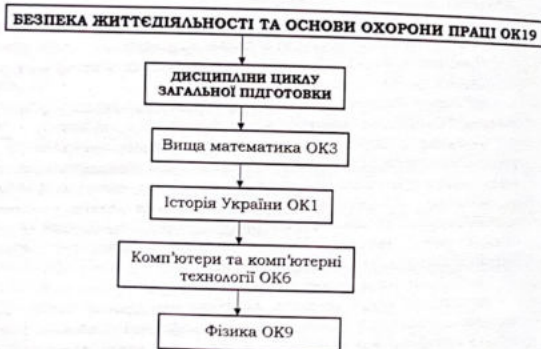 БЕЗПЕКА ЖИТТЄДІЯЛЬНОСТІ ТА ОСНОВИ ОХОРОНИ ПРАЦІ ОК19
ДИСЦИПЛІНИ ЦИКЛУ
ЗАГАЛЬНОЇ ПІДГОТОВКИ
Вища математика ОК3
Історія України ОК1
Комп'ютери та комп'ютерні
технології ОК6
Фізика ОК9